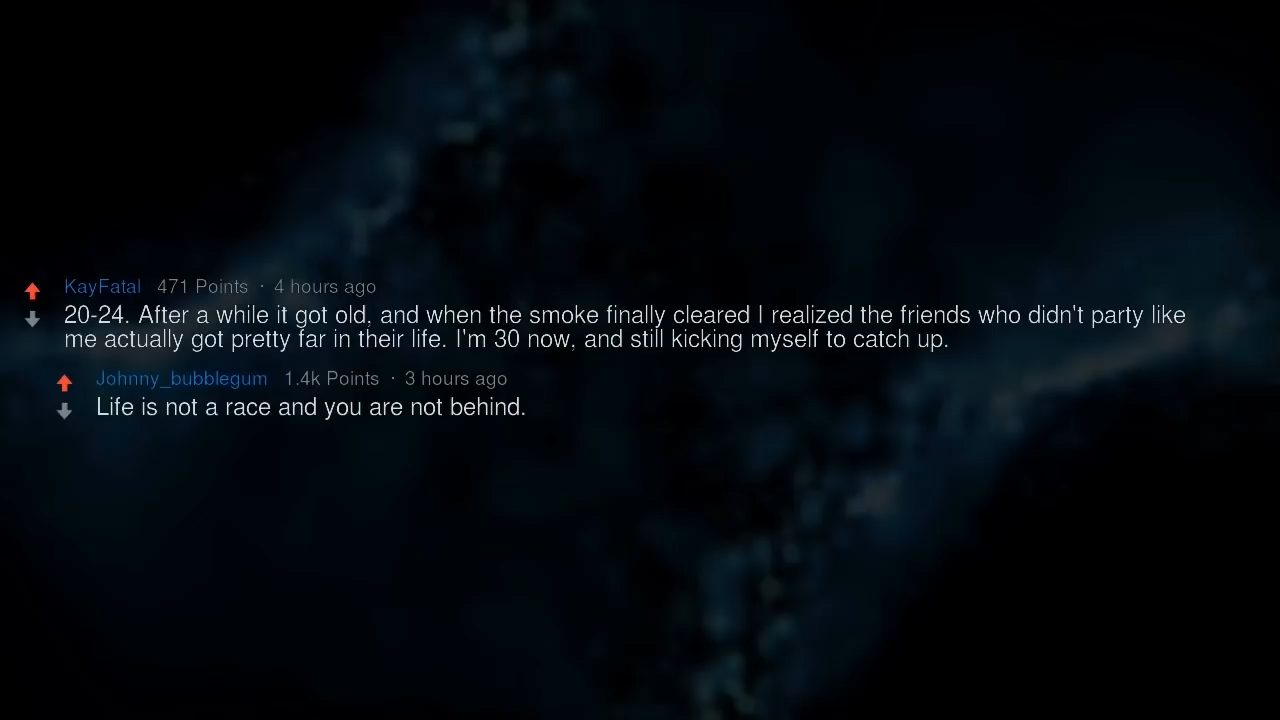 KayFatal 471 Points · 4 hours ago
20-24. After a while it got old, and when the smoke finally cleared I realized the friends who didn't party like
me actually got pretty far in their life. I'm 30 now, and still kicking myself to catch up.
Johnny_bubblegum 1.4k Points · 3 hours ago
Life is not a race and you are not behind.